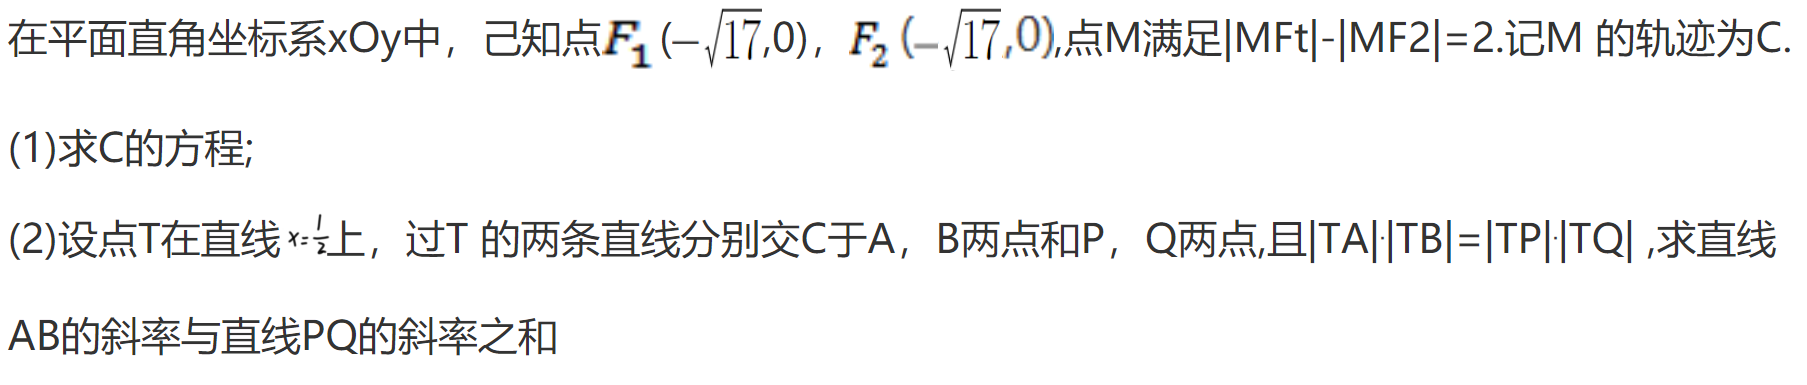 在平面直角坐标系xOy中，己知点F₁(−√17,0)，F₂(−√17,0),点M满足|MFt|-|MF2|=2.记M 的轨迹为C.
(1)求C的方程;
(2)设点T在直线x=1/2上，过T 的两条直线分别交C于A，B两点和P，Q两点,且|TA|·|TB|=|TP|·|TQ| ,求直线
AB的斜率与直线PQ的斜率之和